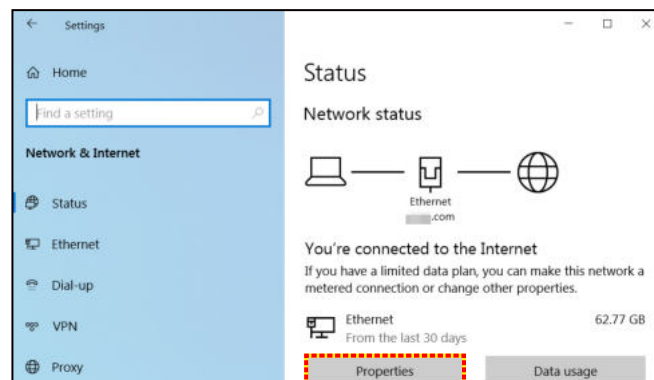 Settings
Home
Find a setting
Network & Internet
Status
Ethernet
Dial-up
VPN
Proxy
Status
Network status
Ethernet
.com
You're connected to the Internet
If you have a limited data plan, you can make this network a
metered connection or change other properties.
Ethernet 62.77 GB
From the last 30 days
Properties Data usage